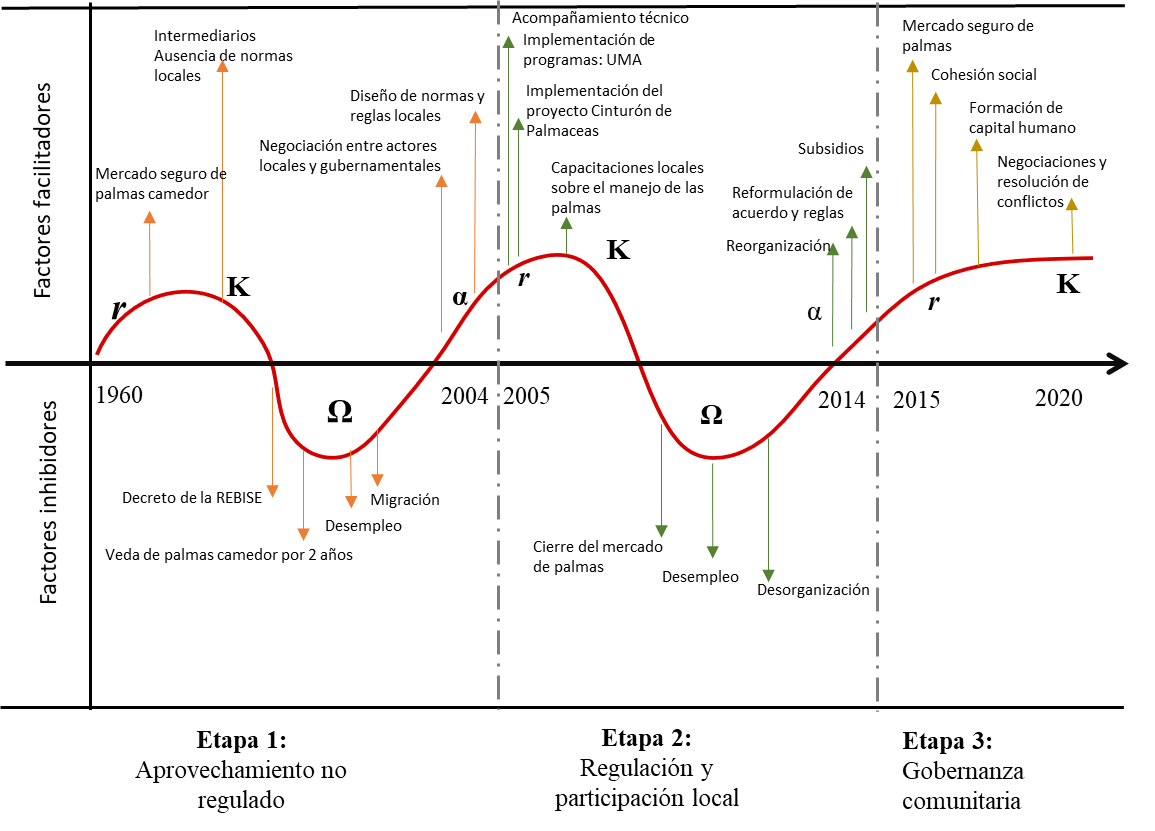 Factores facilitadores
Factores inhibidores
Intermediarios
Ausencia de normas
locales
Mercado seguro de
palmas camedor
r
K
Negociación entre actores
locales y gubernamentales
Diseño de normas y
reglas locales
α
Acompañamiento técnico
Implementación de
programas: UMA
Implementación del
proyecto Cinturón de
Palmaceas
Capacitaciones locales
sobre el manejo de las
palmas
r
K
Subsidios
Reformulación de
acuerdo y reglas
Reorganización
α
Mercado seguro de
palmas
Cohesión social
Formación de
capital humano
Negociaciones y
resolución de
conflictos
r
K
1960
2004
2005
2014
2015
2020
Ω
Decreto de la REBISE
Migración
Desempleo
Veda de palmas camedor por 2 años
Ω
Cierre del mercado
de palmas
Desempleo
Desorganización
Etapa 1:
Aprovechamiento no
regulado
Etapa 2:
Regulación y
participación local
Etapa 3:
Gobernanza
comunitaria